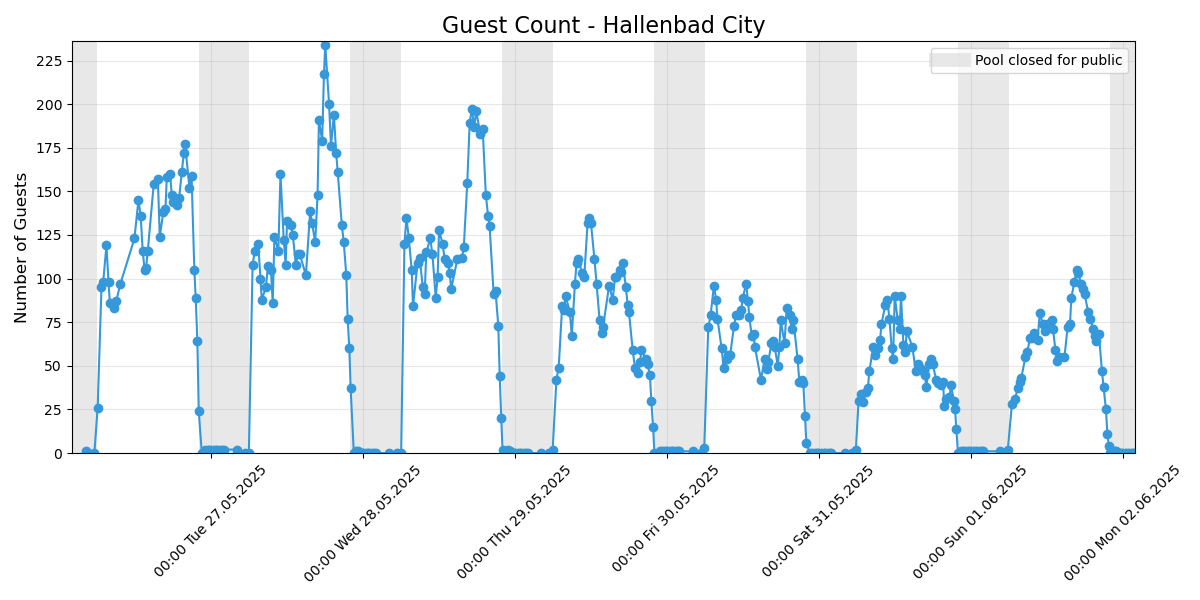 Guest Count - Hallenbad City
Number of Guests
225
200
175
150
125
100
75
50
25
0
Pool closed for public
00:00 Tue 27.05.2025
00:00 Wed 28.05.2025
00:00 Thu 29.05.2025
00:00 Fri 30.05.2025
00:00 Sat 31.05.2025
00:00 Sun 01.06.2025
00:00 Mon 02.06.2025